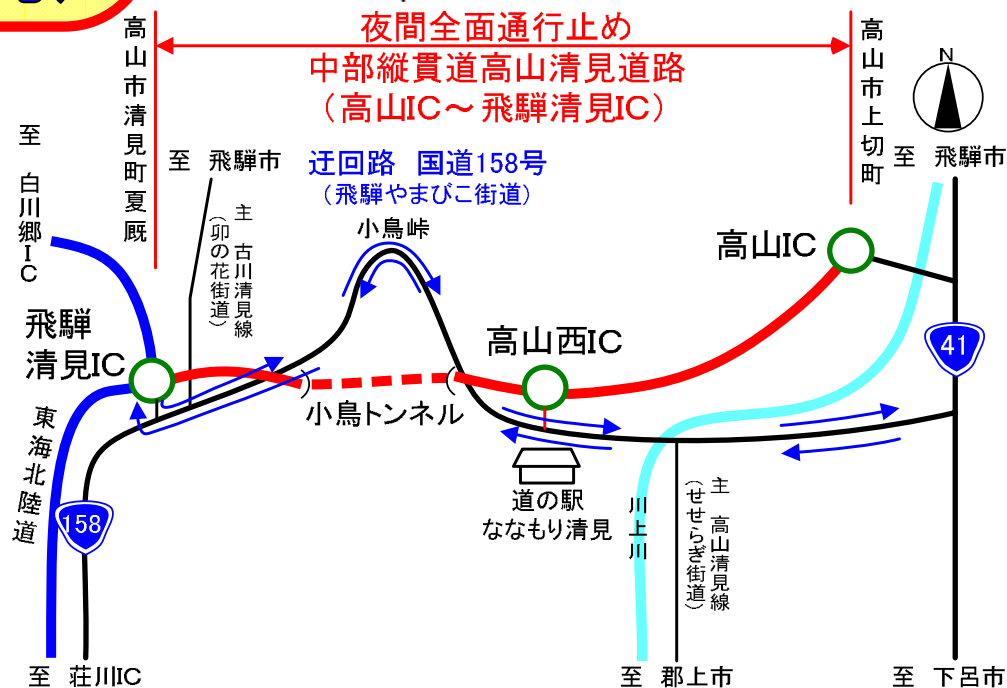 夜間全面通行止め
中部縦貫道高山清見道路
(高山IC～飛騨清見IC)
高山市清見町夏厩
高山市上切町
N
至 白川郷IC
至 飛騨市
迂回路 国道158号
(飛騨やまびこ街道)
至 飛騨市
主 古川清見線
(卯の花街道)
小鳥峠
高山IC
飛騨
清見IC
高山西IC
41
小鳥トンネル
東海北陸道
158
道の駅
ななもり清見
川上川
主 高山清見線
(せせらぎ街道)
至 荘川IC
至 郡上市
至 下呂市